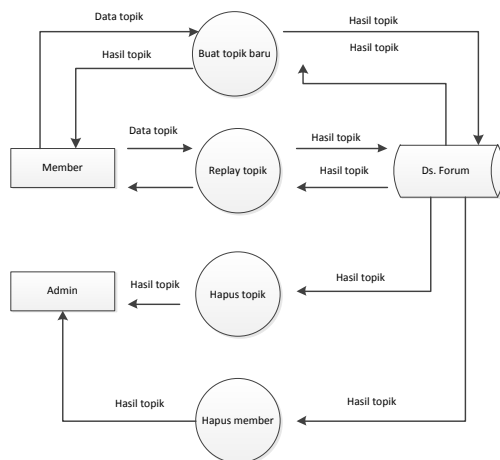 Data topik
Hasil topik
Hasil topik
Buat topik baru
Hasil topik
Data topik
Hasil topik
Member
Replay topik
Hasil topik
Ds. Forum
Hasil topik
Hasil topik
Admin
Hapus topik
Hasil topik
Hasil topik
Hapus member